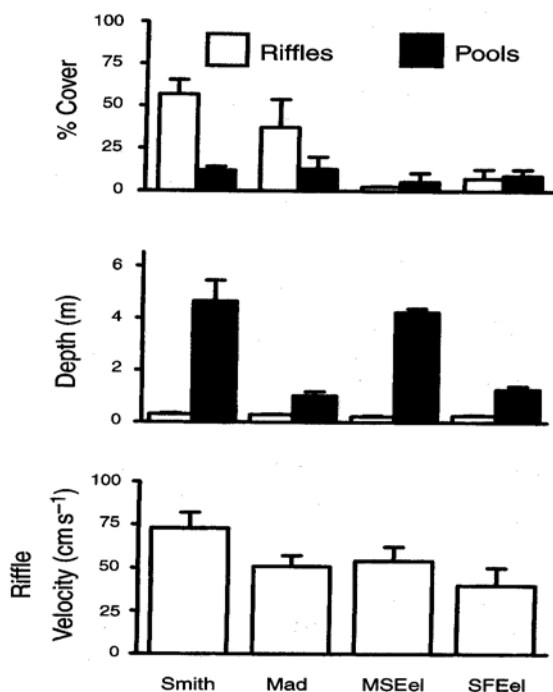 100
Riffles
Pools
75
% Cover
50
25
0
6
Depth (m)
4
2
0
100
75
Riffle
Velocity (cm s⁻¹)
50
25
0
Smith Mad MSEel SFEel